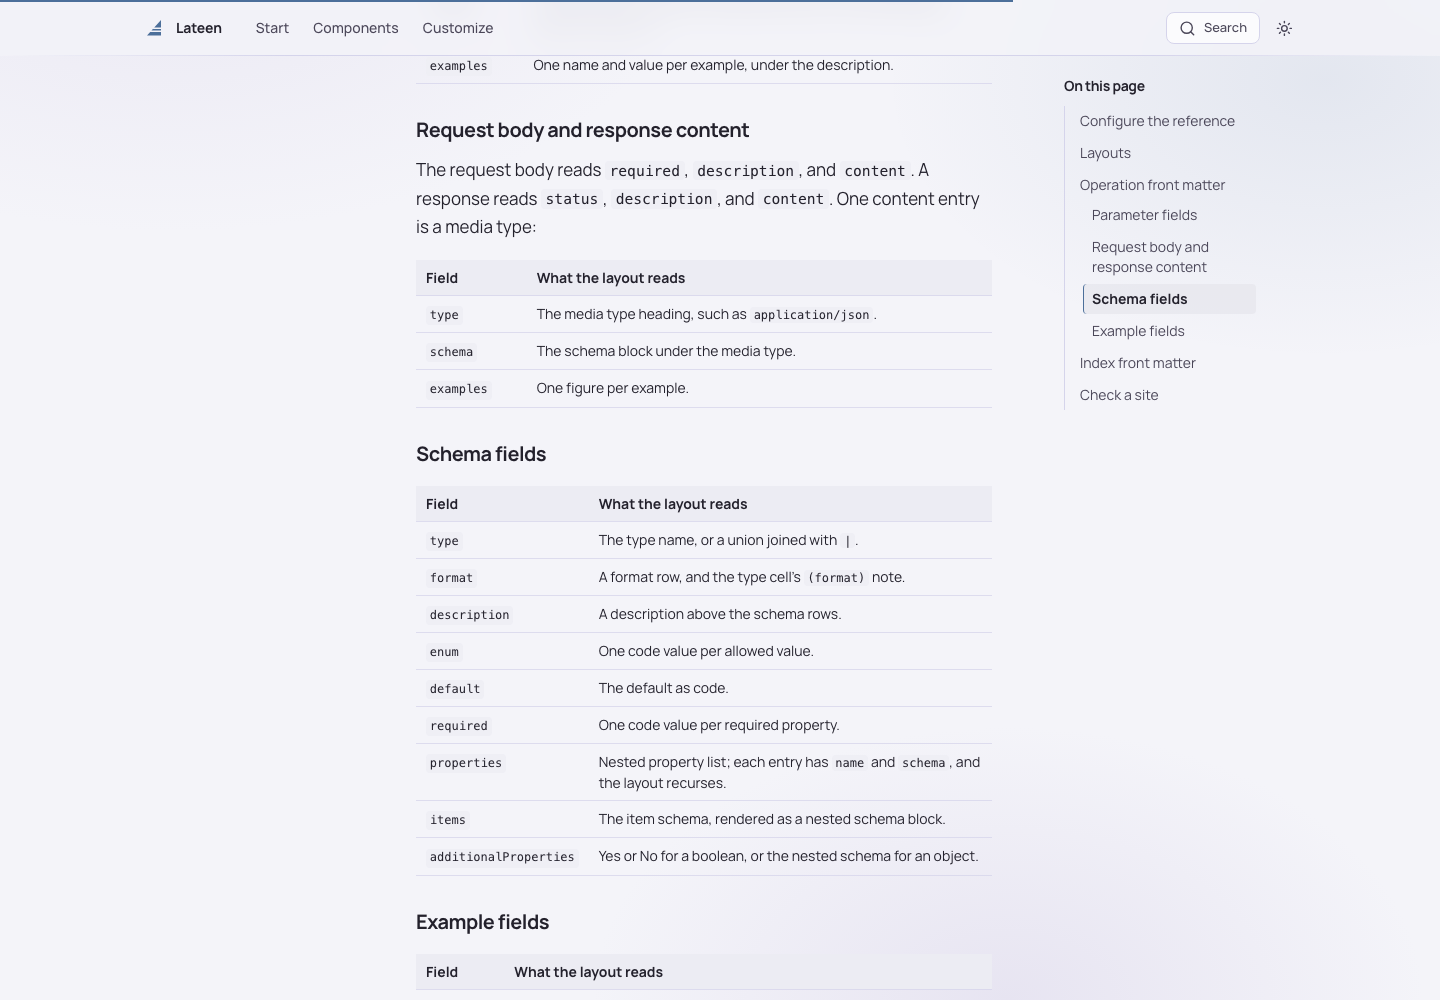 Lateen
Start
Components
Customize
Search
examples
One name and value per example, under the description.
Request body and response content
The request body reads required, description, and content. A
response reads status, description, and content. One content entry
is a media type:
Field
What the layout reads
type
The media type heading, such as application/json.
schema
The schema block under the media type.
examples
One figure per example.
Schema fields
Field
What the layout reads
type
The type name, or a union joined with |.
format
A format row, and the type cell's (format) note.
description
A description above the schema rows.
enum
One code value per allowed value.
default
The default as code.
required
One code value per required property.
properties
Nested property list; each entry has name and schema, and
the layout recurses.
items
The item schema, rendered as a nested schema block.
additionalProperties
Yes or No for a boolean, or the nested schema for an object.
Example fields
Field
What the layout reads
On this page
Configure the reference
Layouts
Operation front matter
Parameter fields
Request body and
response content
Schema fields
Example fields
Index front matter
Check a site